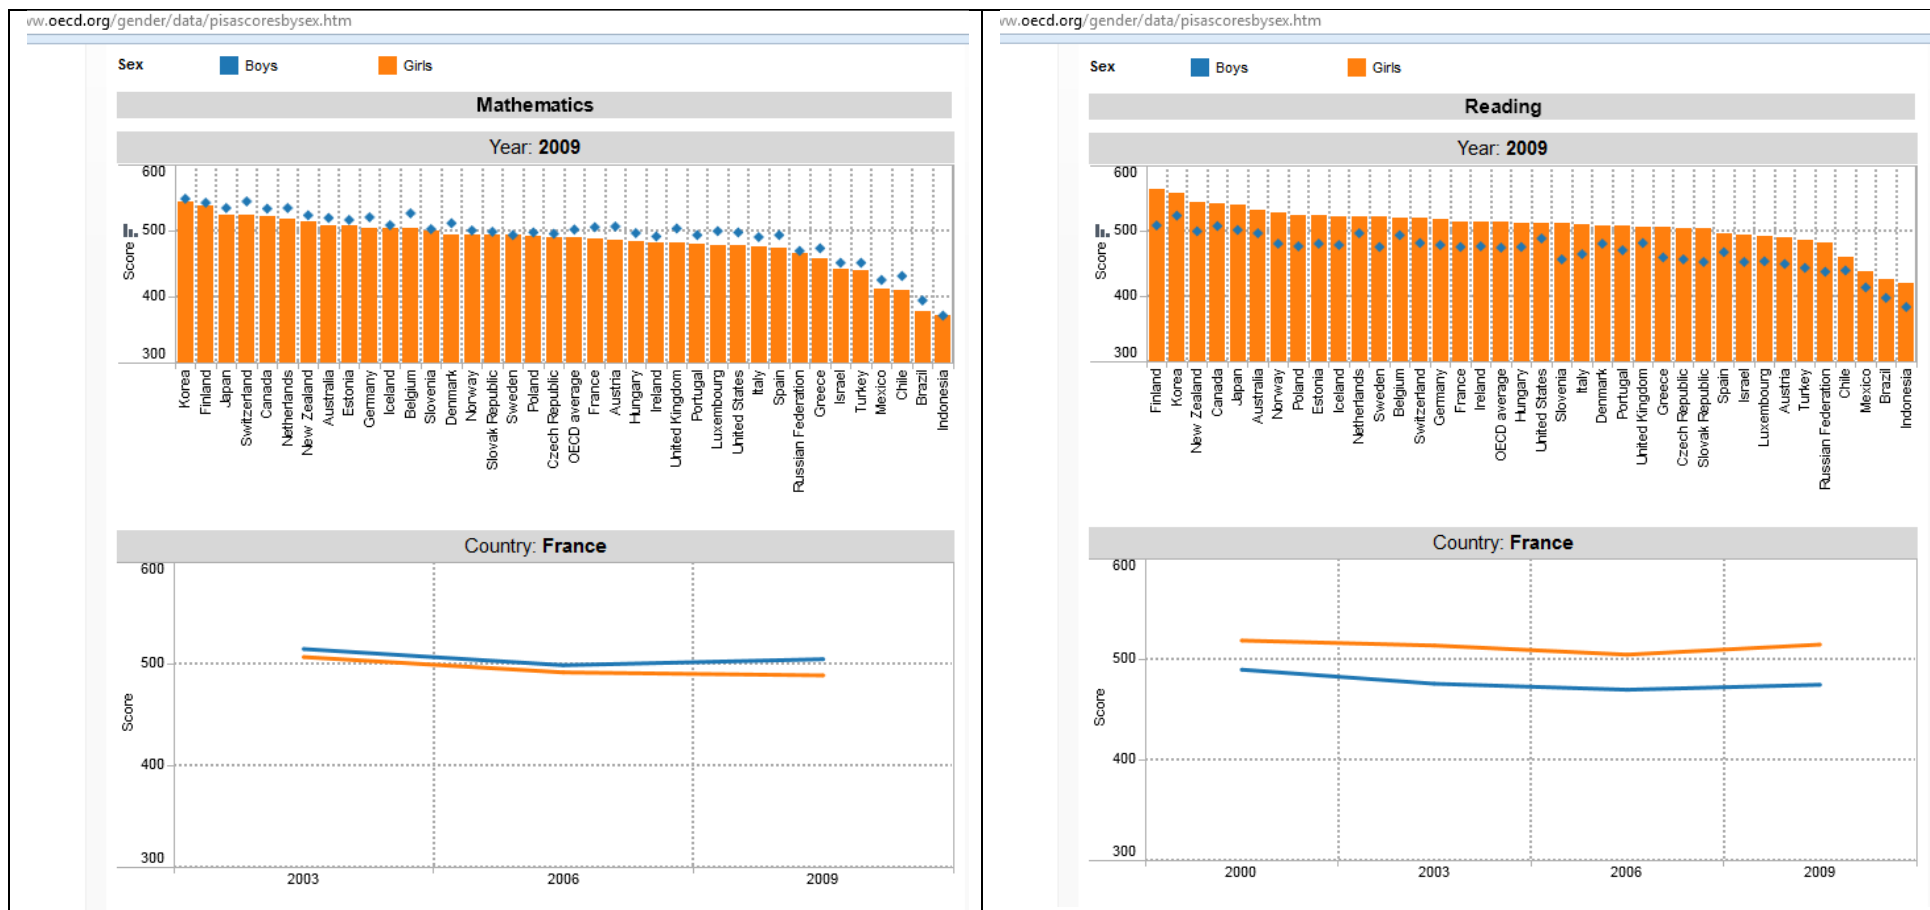 ww.oecd.org/gender/data/pisascoresbysex.htm
Sex Boys Girls
Mathematics
Year: 2009
600
500
400
300
Score
Korea
Finland
Japan
Switzerland
Canada
Netherlands
New Zealand
Australia
Estonia
Germany
Iceland
Belgium
Slovenia
Denmark
Norway
Slovak Republic
Sweden
Poland
Czech Republic
OECD average
France
Austria
Hungary
Ireland
United Kingdom
Portugal
Luxembourg
United States
Italy
Spain
Russian Federation
Greece
Israel
Turkey
Mexico
Chile
Brazil
Indonesia
Country: France
600
500
400
300
Score
2003 2006 2009
ww.oecd.org/gender/data/pisascoresbysex.htm
Sex Boys Girls
Reading
Year: 2009
600
500
400
300
Score
Finland
Korea
New Zealand
Canada
Japan
Australia
Norway
Poland
Estonia
Iceland
Netherlands
Sweden
Belgium
Switzerland
Germany
France
Ireland
OECD average
Hungary
United States
Slovenia
Italy
Denmark
Portugal
United Kingdom
Greece
Czech Republic
Slovak Republic
Spain
Israel
Luxembourg
Austria
Turkey
Russian Federation
Chile
Mexico
Brazil
Indonesia
Country: France
600
500
400
300
Score
2000 2003 2006 2009